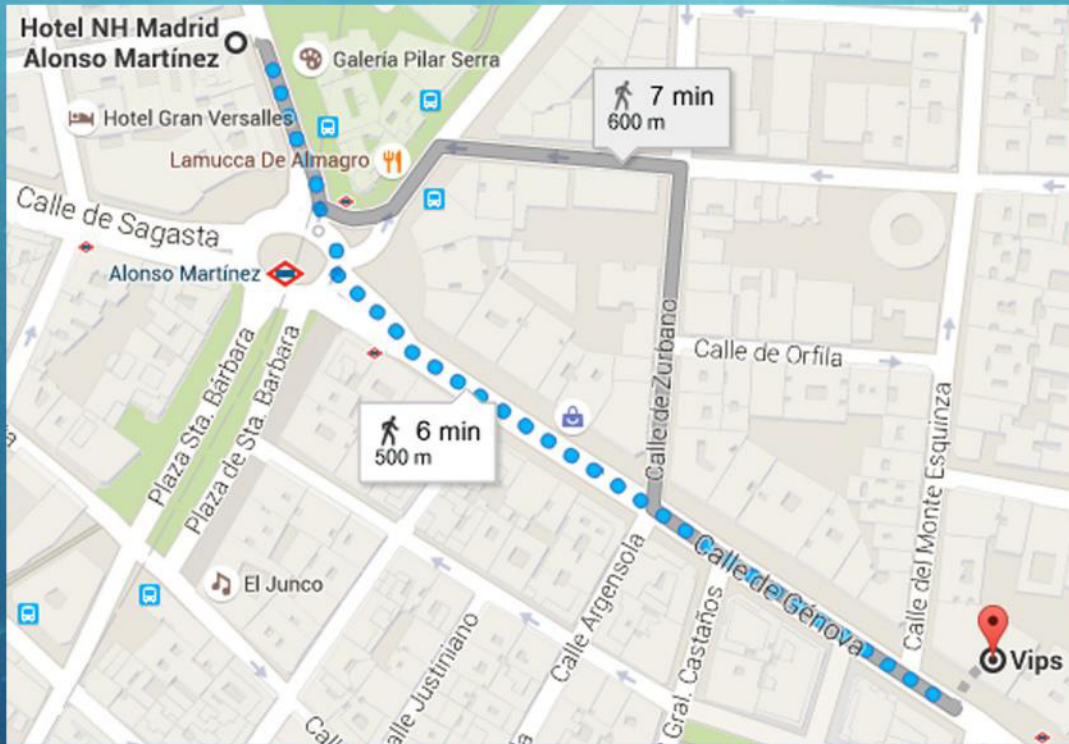 Hotel NH Madrid
Alonso Martínez
Galería Pilar Serra
7 min
600 m
Hotel Gran Versalles
Lamucca De Almagro
Calle de Sagasta
Alonso Martínez
Calle de Zurbano
Calle de Orfila
Plaza Sta. Bárbara
Plaza de Sta. Barbara
6 min
500 m
Calle del Monte Esquinza
El Junco
Calle de Génova
Calle Argensola
Gral. Castaños
Justiniano
Vips